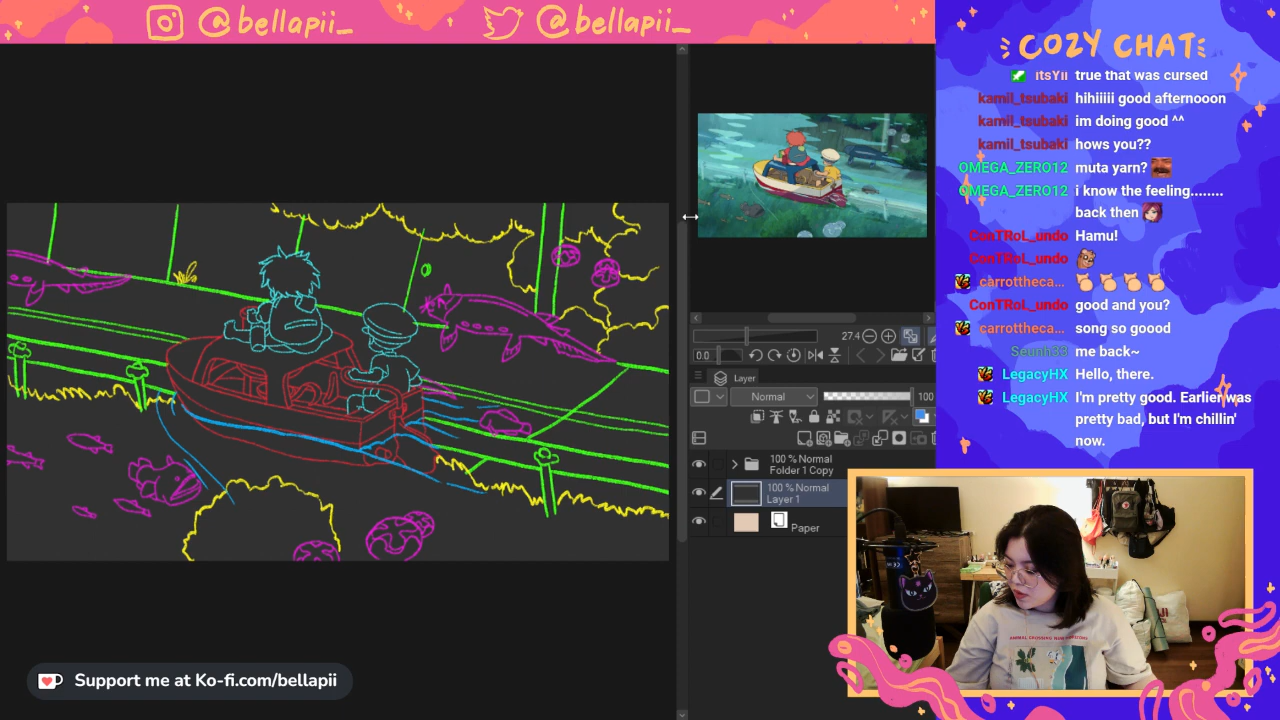 @bellapii_
@bellapii_
COZY CHAT
ItsYii true that was cursed
kamil_tsubaki hihiiiii good afternooon
kamil_tsubaki im doing good ^^
kamil_tsubaki hows you??
OMEGA_ZERO12 muta yarn?
OMEGA_ZERO12 i know the feeling........
back then
ConTRoL_undo Hamu!
ConTRoL_undo
carrottheca...
ConTRoL_undo good and you?
carrottheca... song so goood
Seunh33 me back~
LegacyHX Hello, there.
LegacyHX I'm pretty good. Earlier was
pretty bad, but I'm chillin'
now.
27.4
0.0
Layer
Normal
100
100 % Normal
Folder 1 Copy
100 % Normal
Layer 1
Paper
Support me at Ko-fi.com/bellapii